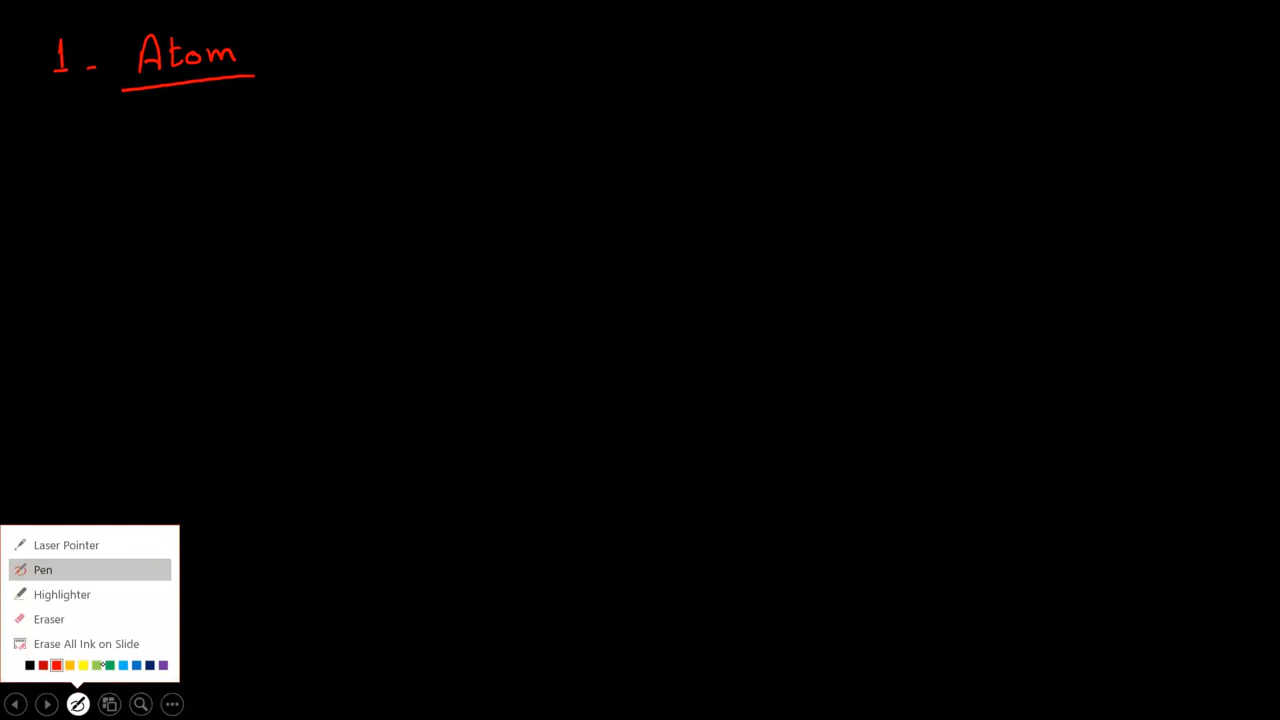 1 - Atom
Laser Pointer
Pen
Highlighter
Eraser
Erase All Ink on Slide